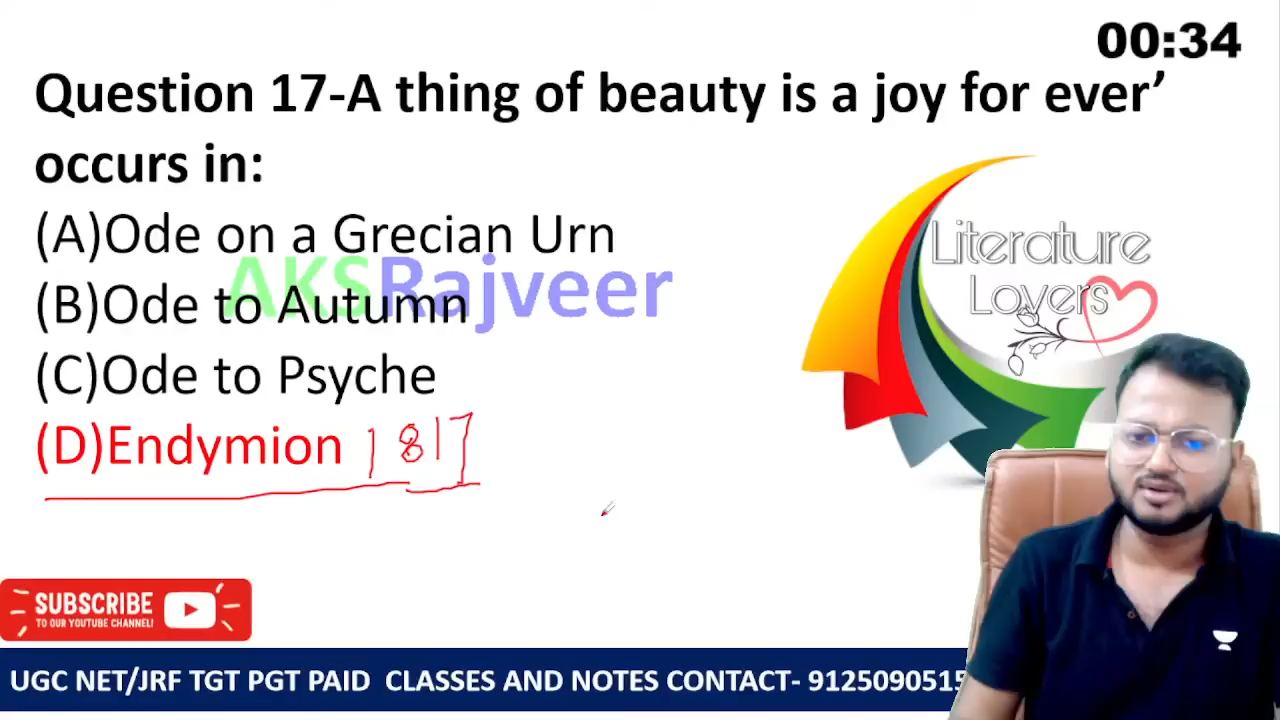 00:34
Question 17-A thing of beauty is a joy for ever’
occurs in:
(A)Ode on a Grecian Urn
AKSRajveer
(B)Ode to Autumn
(C)Ode to Psyche
(D)Endymion 1817
Literature
Lovers
SUBSCRIBE
TO OUR YOUTUBE CHANNEL!
UGC NET/JRF TGT PGT PAID CLASSES AND NOTES CONTACT- 9125090515